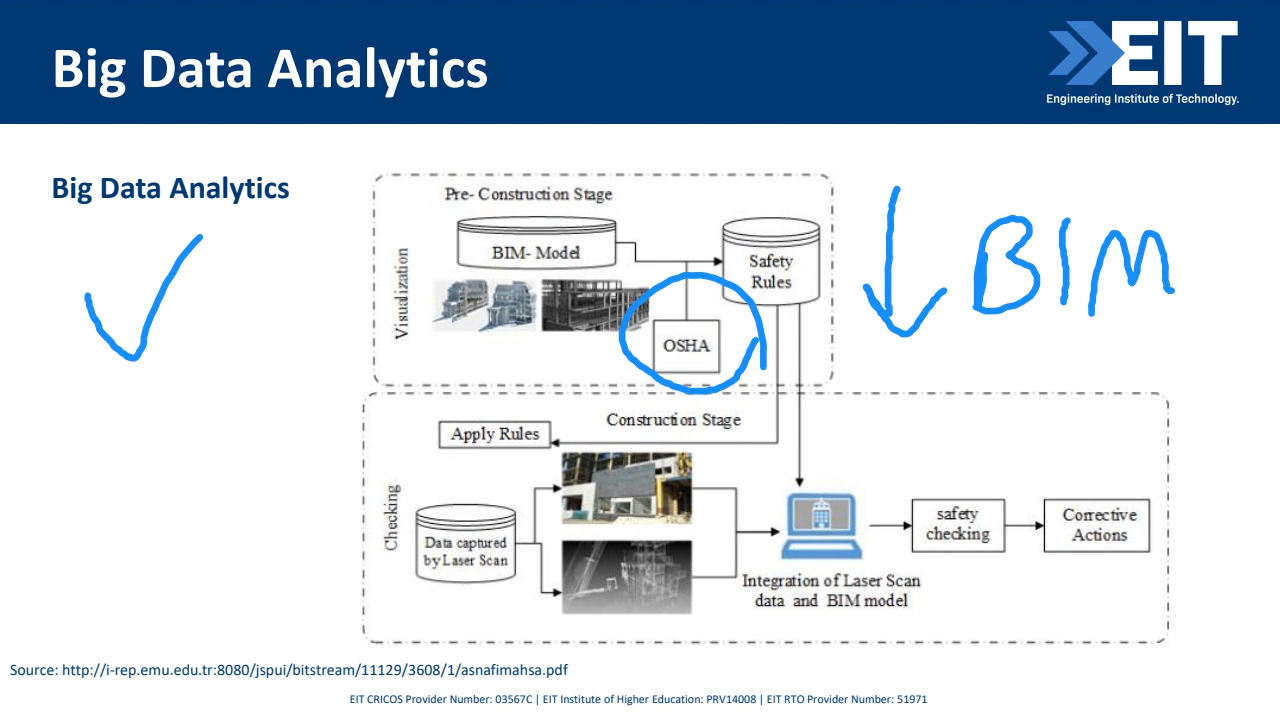 Big Data Analytics
EIT
Engineering Institute of Technology.
Big Data Analytics
Pre- Construction Stage
BIM- Model
Safety
Rules
Visualization
OSHA
BIM
Construction Stage
Apply Rules
Checking
Data captured
by Laser Scan
safety
checking
Corrective
Actions
Integration of Laser Scan
data and BIM model
Source: http://i-rep.emu.edu.tr:8080/jspui/bitstream/11129/3608/1/asnafimahsa.pdf
EIT CRICOS Provider Number: 03567C | EIT Institute of Higher Education: PRV14008 | EIT RTO Provider Number: 51971